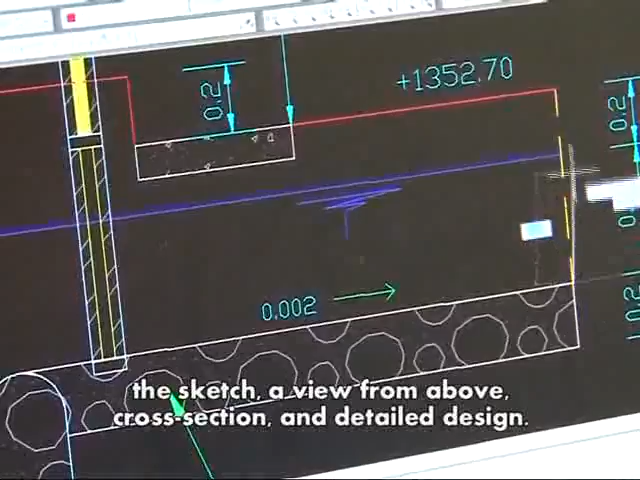 +1352.70
0.2
0.2
0.002
0.2
the sketch, a view from above,
cross-section, and detailed design.